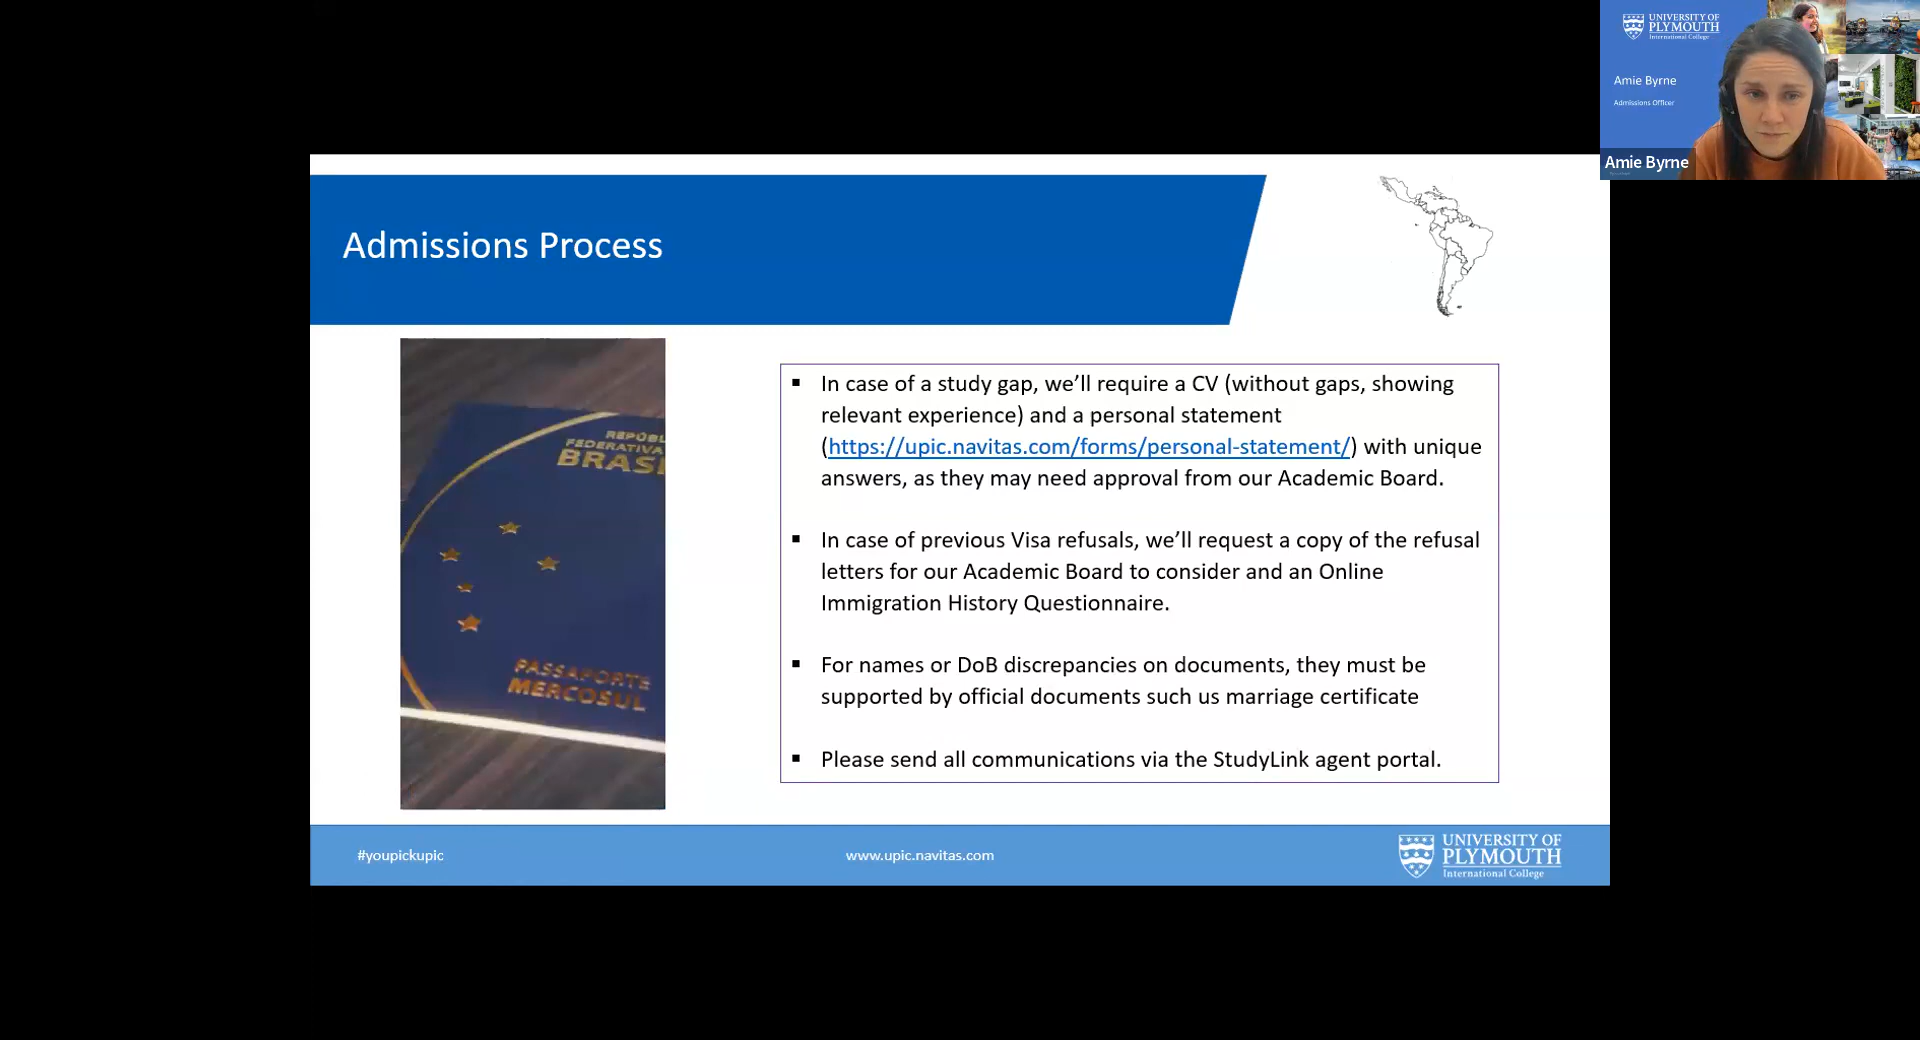 UNIVERSITY OF
PLYMOUTH
International College
Amie Byrne
Admissions Officer
Amie Byrne
Admissions Process
REPÚBL
FEDERATIVA
BRASI
PASSAPORTE
MERCOSUL
▪ In case of a study gap, we’ll require a CV (without gaps, showing
relevant experience) and a personal statement
(https://upic.navitas.com/forms/personal-statement/) with unique
answers, as they may need approval from our Academic Board.
▪ In case of previous Visa refusals, we’ll request a copy of the refusal
letters for our Academic Board to consider and an Online
Immigration History Questionnaire.
▪ For names or DoB discrepancies on documents, they must be
supported by official documents such us marriage certificate
▪ Please send all communications via the StudyLink agent portal.
#youpickupic
www.upic.navitas.com
UNIVERSITY OF
PLYMOUTH
International College